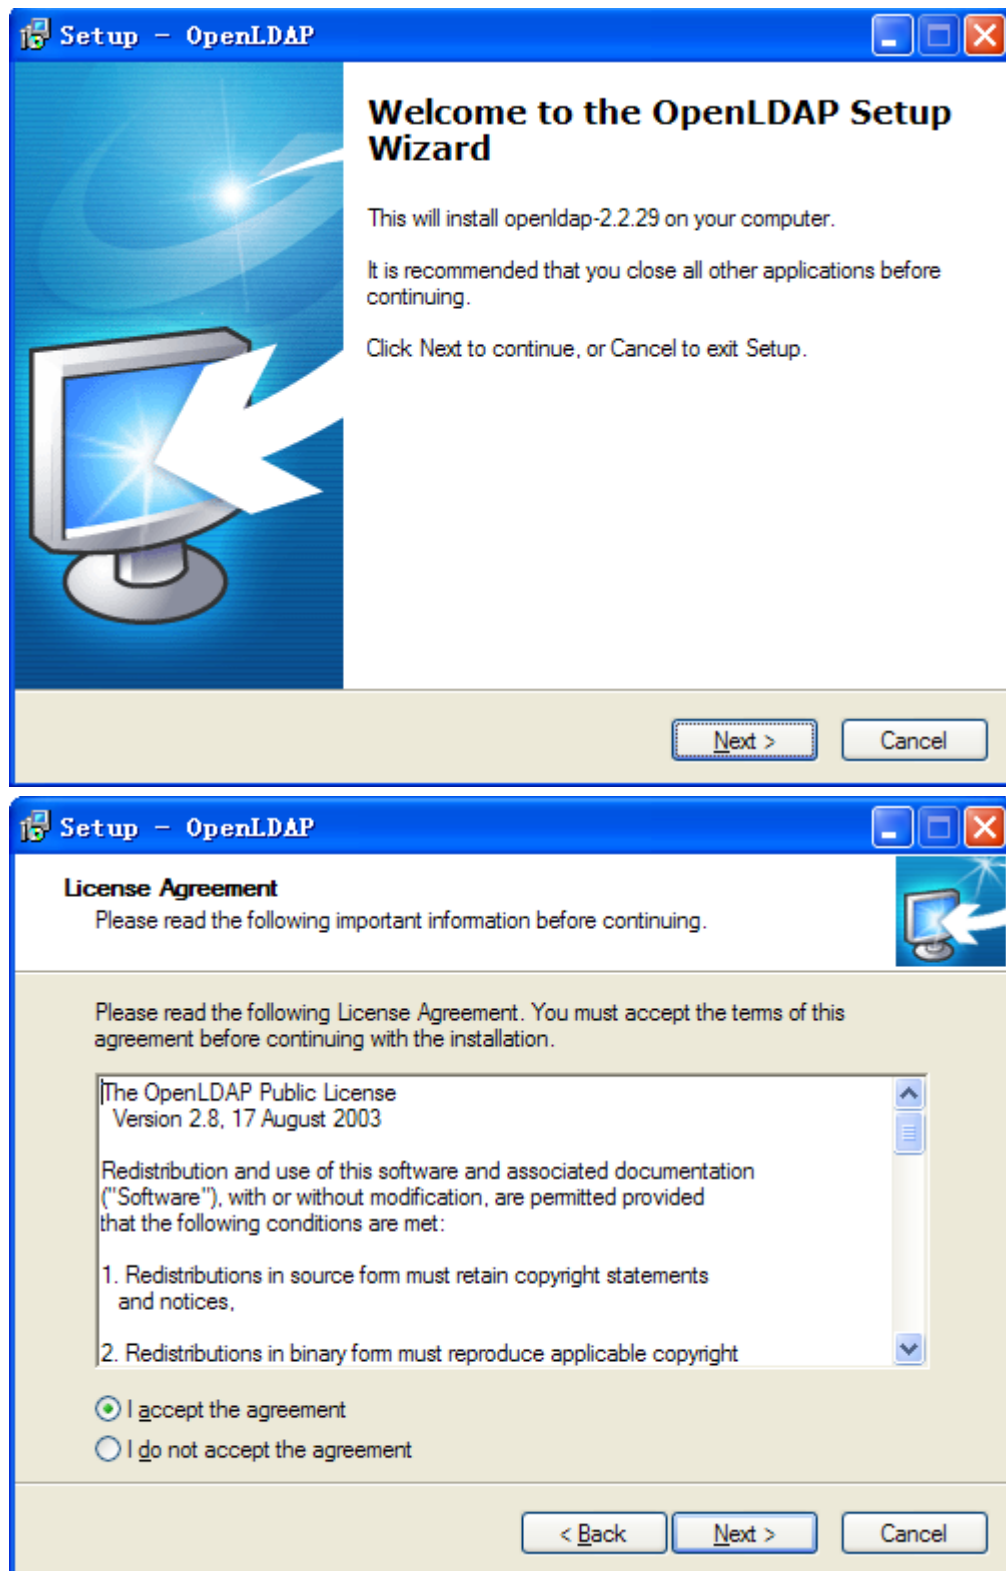 Setup - OpenLDAP
Welcome to the OpenLDAP Setup
Wizard
This will install openldap-2.2.29 on your computer.
It is recommended that you close all other applications before
continuing.
Click Next to continue, or Cancel to exit Setup.
Next >
Cancel
Setup - OpenLDAP
License Agreement
Please read the following important information before continuing.
Please read the following License Agreement. You must accept the terms of this
agreement before continuing with the installation.
The OpenLDAP Public License
Version 2.8, 17 August 2003
Redistribution and use of this software and associated documentation
("Software"), with or without modification, are permitted provided
that the following conditions are met:
1. Redistributions in source form must retain copyright statements
and notices,
2. Redistributions in binary form must reproduce applicable copyright
I accept the agreement
I do not accept the agreement
< Back
Next >
Cancel